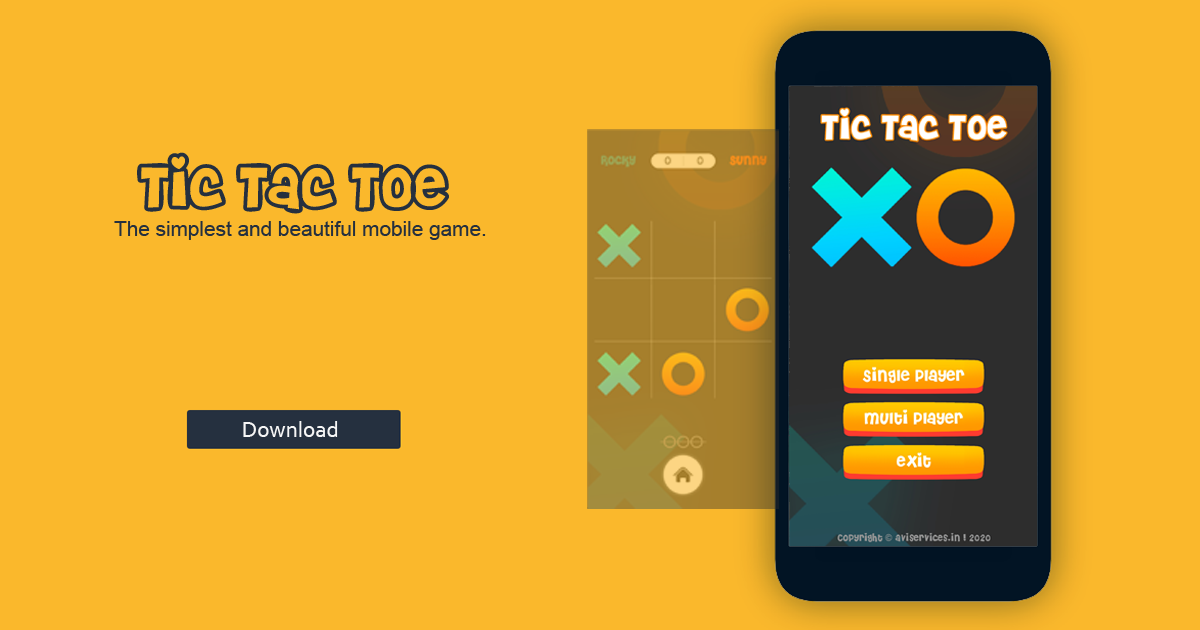 Tic Tac Toe
The simplest and beautiful mobile game.
Download
Rocky 0 0 Sunny
Tic Tac Toe
XO
Single Player
Multi Player
Exit
Copyright © aviservices.in | 2020